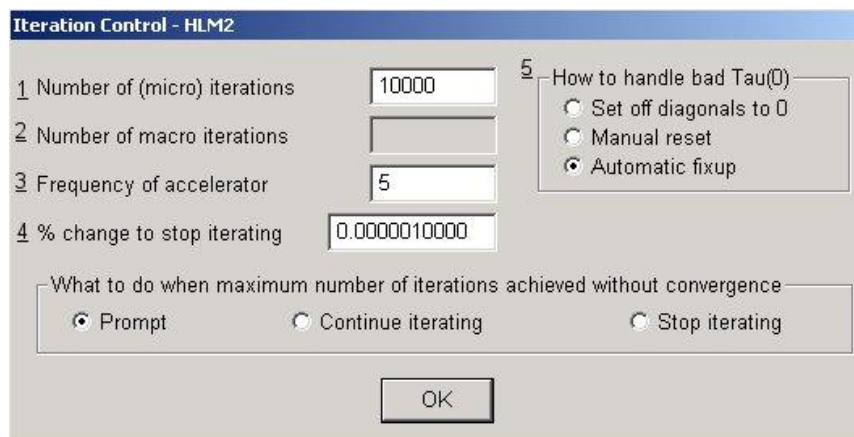 Iteration Control - HLM2
1 Number of (micro) iterations 10000
2 Number of macro iterations
3 Frequency of accelerator 5
4 % change to stop iterating 0.0000010000
5 How to handle bad Tau(0)
Set off diagonals to 0
Manual reset
Automatic fixup
What to do when maximum number of iterations achieved without convergence
Prompt Continue iterating Stop iterating
OK